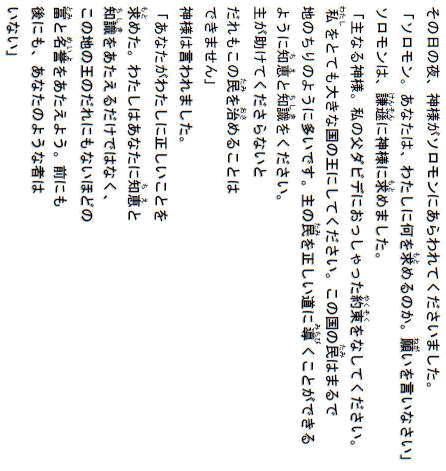 その日の夜、神様がソロモンにあらわれてくださいました。
「ソロモン。あなたは、わたしに何を求めるのか。願いを言いなさい」
ソロモンは、謙遜に神様に求めました。
「主なる神様。私の父ダビデにおっしゃった約束をなしてください。
私をとても大きな国の王にしてください。この国の民はまるで
地のちりのように多いです。主の民を正しい道に導くことができる
ように知恵と知識をください。
主が助けてくださらないと
だれもこの民を治めることは
できません」
神様は言われました。
「あなたがわたしに正しいことを
求めた。わたしはあなたに知恵と
知識をあたえるだけではなく、
この地の王のだれにもないほどの
富と名誉をあたえよう。前にも
後にも、あなたのような者は
いない」